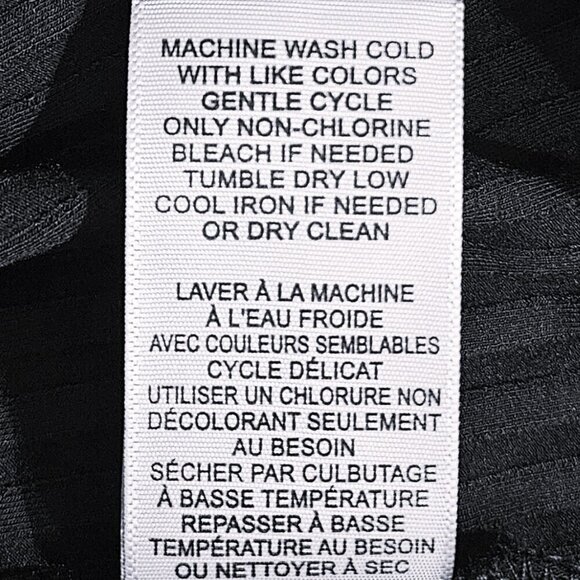 MACHINE WASH COLD
WITH LIKE COLORS
GENTLE CYCLE
ONLY NON-CHLORINE
BLEACH IF NEEDED
TUMBLE DRY LOW
COOL IRON IF NEEDED
OR DRY CLEAN
LAVER À LA MACHINE
À L'EAU FROIDE
AVEC COULEURS SEMBLABLES
CYCLE DÉLICAT
UTILISER UN CHLORURE NON
DÉCOLORANT SEULEMENT
AU BESOIN
SÉCHER PAR CULBUTAGE
À BASSE TEMPÉRATURE
REPASSER À BASSE
TEMPÉRATURE AU BESOIN
OU NETTOYER À SEC